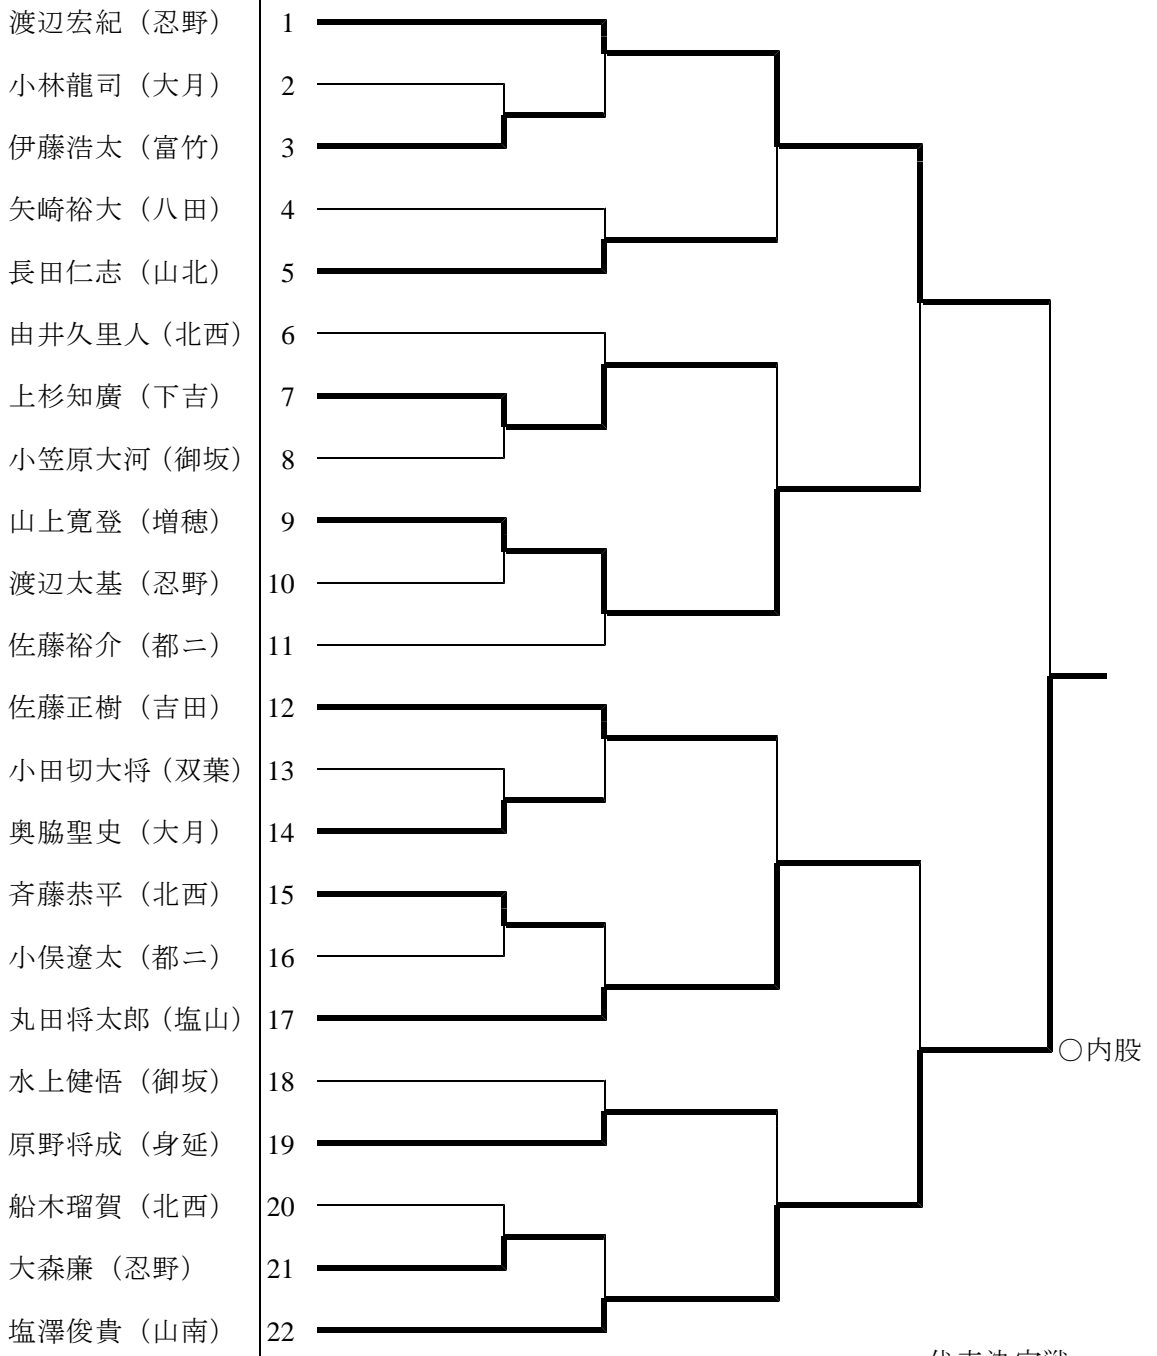 渡辺宏紀（忍野） 1
小林龍司（大月） 2
伊藤浩太（富竹） 3
矢崎裕大（八田） 4
長田仁志（山北） 5
由井久里人（北西） 6
上杉知廣（下吉） 7
小笠原大河（御坂） 8
山上寛登（増穂） 9
渡辺太基（忍野） 10
佐藤裕介（都二） 11
佐藤正樹（吉田） 12
小田切大将（双葉） 13
奥脇聖史（大月） 14
斉藤恭平（北西） 15
小俣遼太（都二） 16
丸田将太郎（塩山） 17
○内股
水上健悟（御坂） 18
原野将成（身延） 19
船木瑠賀（北西） 20
大森廉（忍野） 21
塩澤俊貴（山南） 22